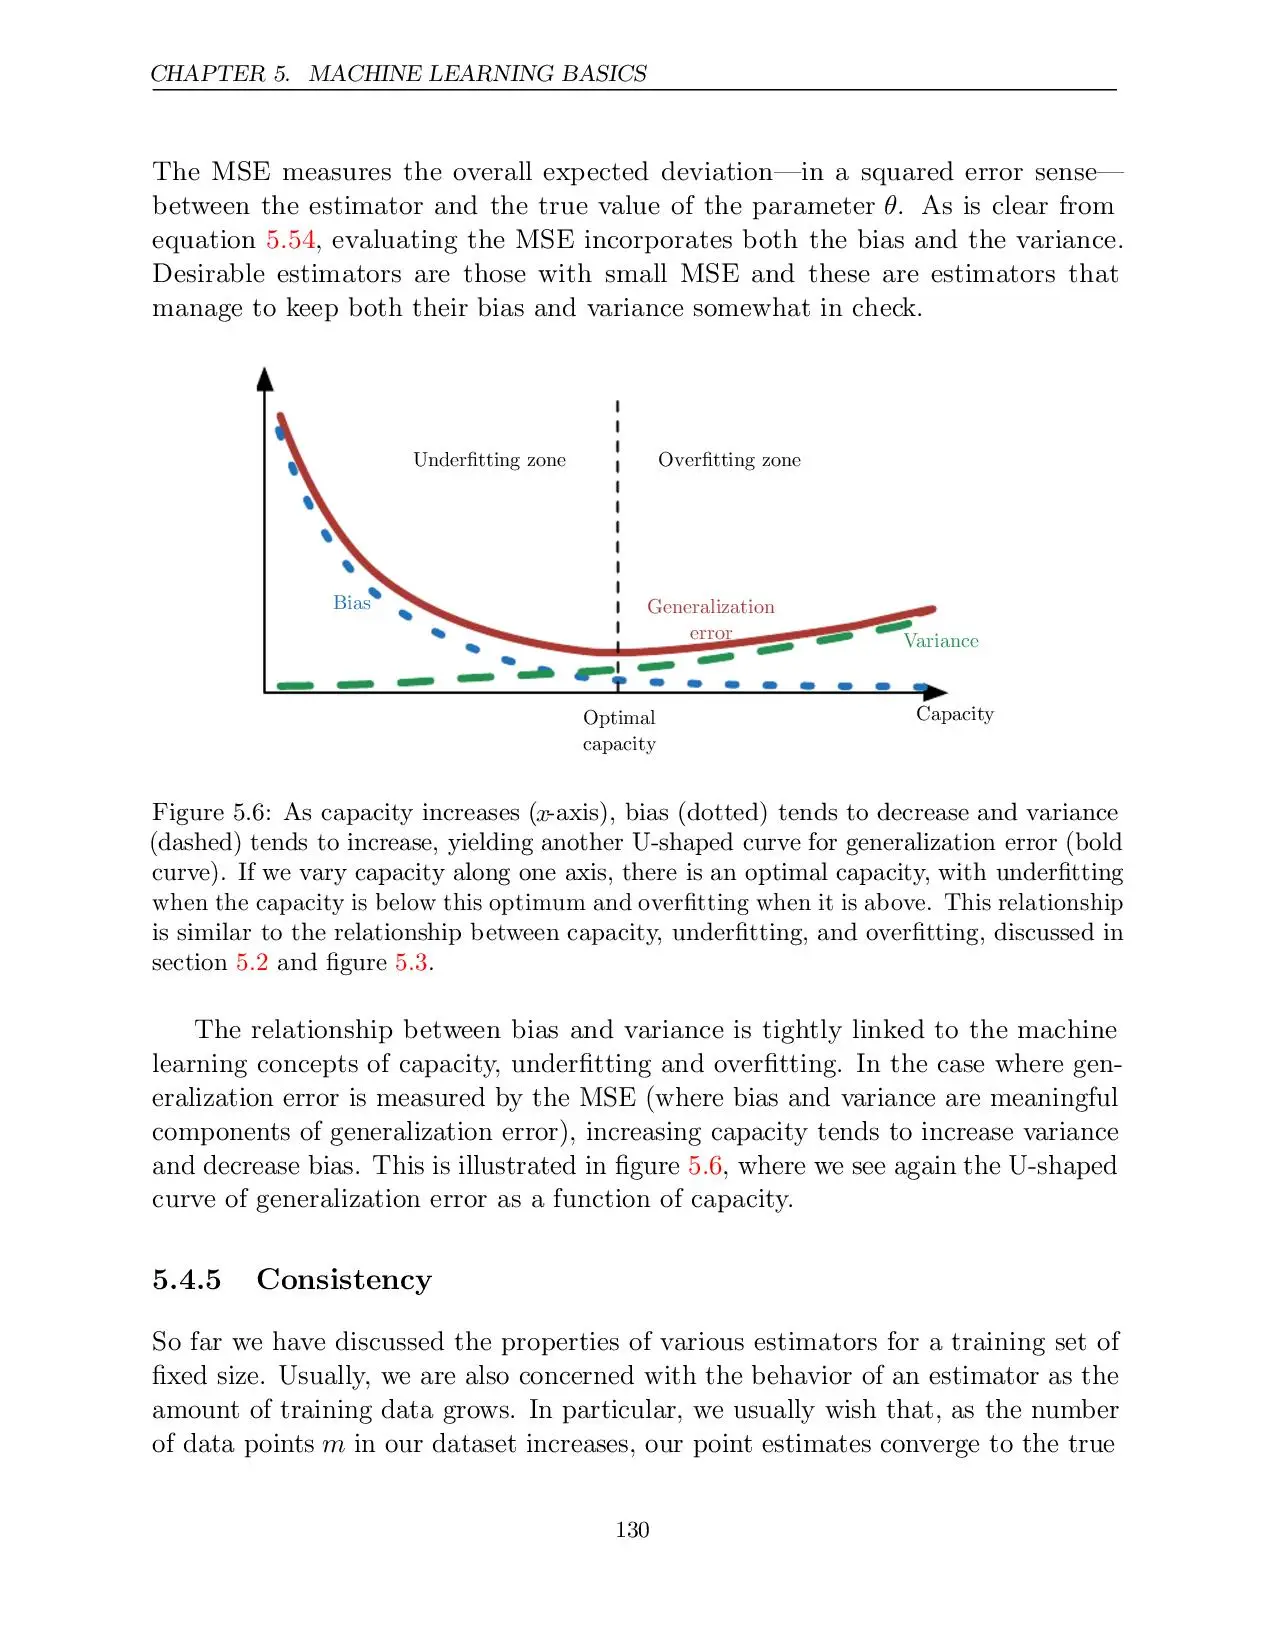 CHAPTER 5. MACHINE LEARNING BASICS
The MSE measures the overall expected deviation—in a squared error sense—
between the estimator and the true value of the parameter θ. As is clear from
equation 5.54, evaluating the MSE incorporates both the bias and the variance.
Desirable estimators are those with small MSE and these are estimators that
manage to keep both their bias and variance somewhat in check.
Underfitting zone
Overfitting zone
Bias
Generalization
error
Variance
Optimal
capacity
Capacity
Figure 5.6: As capacity increases (x-axis), bias (dotted) tends to decrease and variance
(dashed) tends to increase, yielding another U-shaped curve for generalization error (bold
curve). If we vary capacity along one axis, there is an optimal capacity, with underfitting
when the capacity is below this optimum and overfitting when it is above. This relationship
is similar to the relationship between capacity, underfitting, and overfitting, discussed in
section 5.2 and figure 5.3.
The relationship between bias and variance is tightly linked to the machine
learning concepts of capacity, underfitting and overfitting. In the case where gen-
eralization error is measured by the MSE (where bias and variance are meaningful
components of generalization error), increasing capacity tends to increase variance
and decrease bias. This is illustrated in figure 5.6, where we see again the U-shaped
curve of generalization error as a function of capacity.
5.4.5 Consistency
So far we have discussed the properties of various estimators for a training set of
fixed size. Usually, we are also concerned with the behavior of an estimator as the
amount of training data grows. In particular, we usually wish that, as the number
of data points m in our dataset increases, our point estimates converge to the true
130